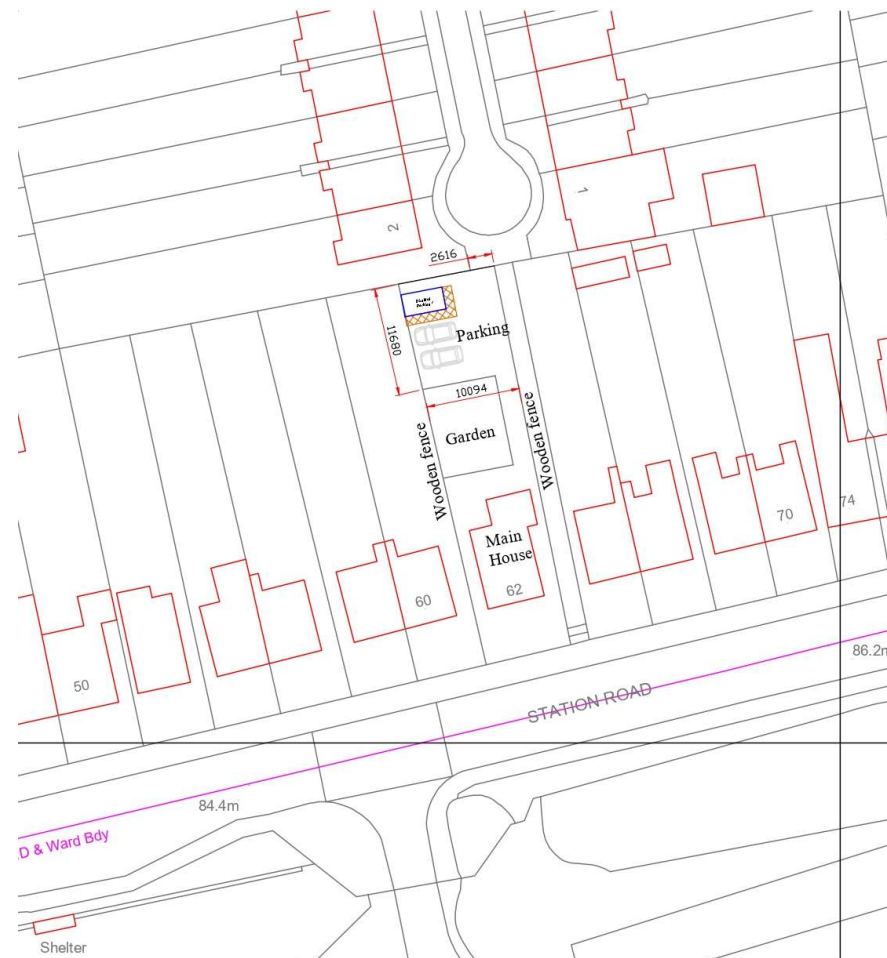 2
1
2616
11680
Parking
10094
Wooden fence
Garden
Wooden fence
Main
House
62
60
50
70
74
86.2m
STATION ROAD
84.4m
D & Ward Bdy
Shelter